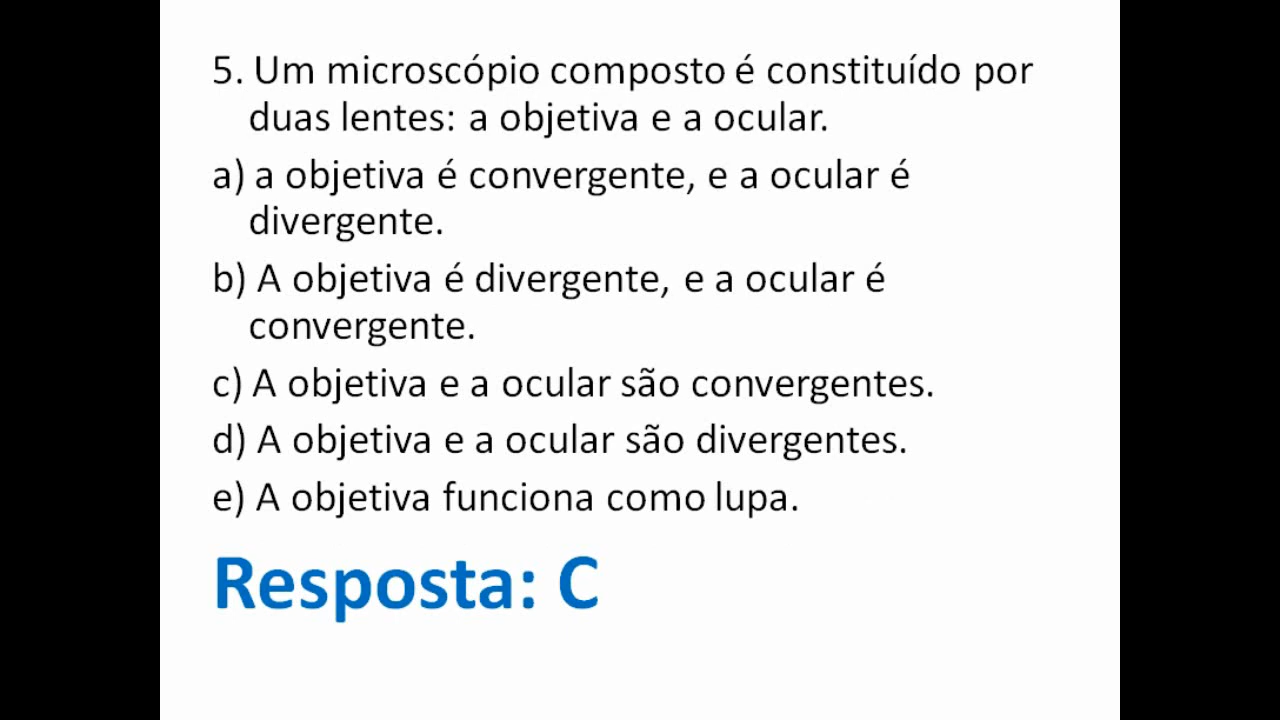 5. Um microscópio composto é constituído por
duas lentes: a objetiva e a ocular.
a) a objetiva é convergente, e a ocular é
divergente.
b) A objetiva é divergente, e a ocular é
convergente.
c) A objetiva e a ocular são convergentes.
d) A objetiva e a ocular são divergentes.
e) A objetiva funciona como lupa.
Resposta: C